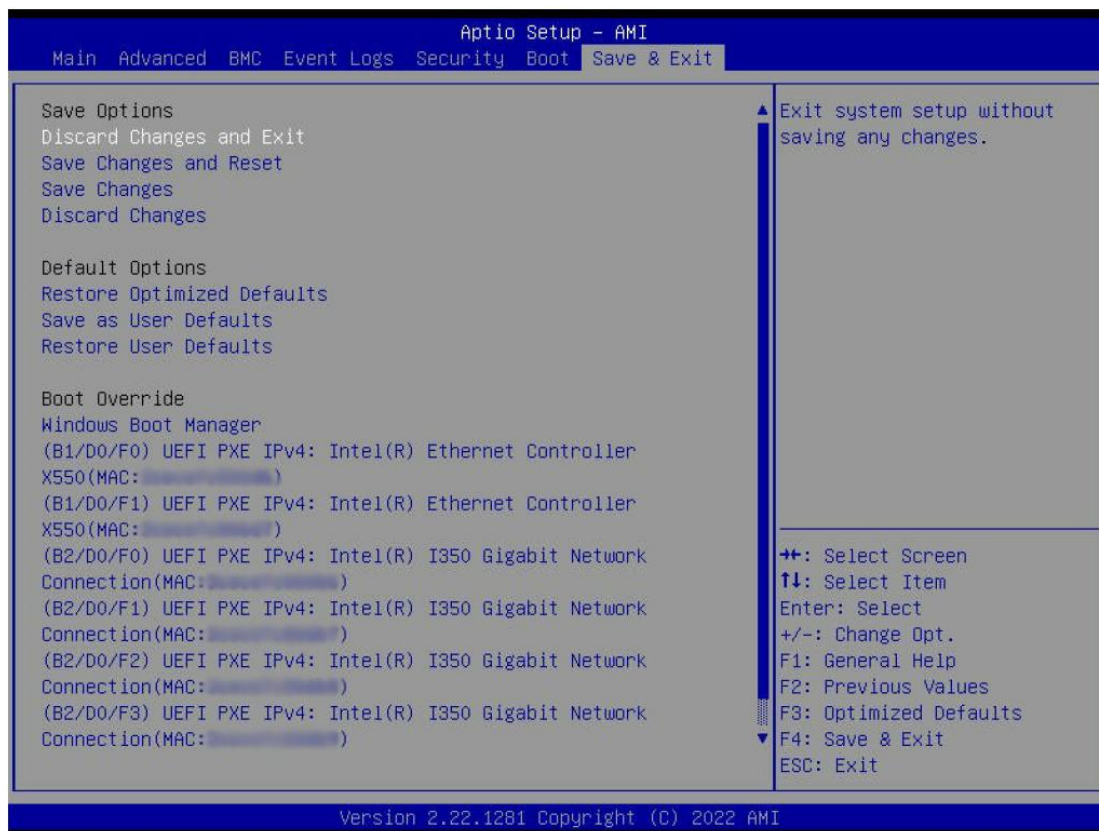 Aptio Setup – AMI
Main Advanced BMC Event Logs Security Boot Save & Exit
Save Options
Discard Changes and Exit
Save Changes and Reset
Save Changes
Discard Changes
Default Options
Restore Optimized Defaults
Save as User Defaults
Restore User Defaults
Boot Override
Windows Boot Manager
(B1/D0/F0) UEFI PXE IPv4: Intel(R) Ethernet Controller
X550(MAC: )
(B1/D0/F1) UEFI PXE IPv4: Intel(R) Ethernet Controller
X550(MAC: )
(B2/D0/F0) UEFI PXE IPv4: Intel(R) I350 Gigabit Network
Connection(MAC: )
(B2/D0/F1) UEFI PXE IPv4: Intel(R) I350 Gigabit Network
Connection(MAC: )
(B2/D0/F2) UEFI PXE IPv4: Intel(R) I350 Gigabit Network
Connection(MAC: )
(B2/D0/F3) UEFI PXE IPv4: Intel(R) I350 Gigabit Network
Connection(MAC: )
Exit system setup without
saving any changes.
→←: Select Screen
↑↓: Select Item
Enter: Select
+/-: Change Opt.
F1: General Help
F2: Previous Values
F3: Optimized Defaults
F4: Save & Exit
ESC: Exit
Version 2.22.1281 Copyright (C) 2022 AMI